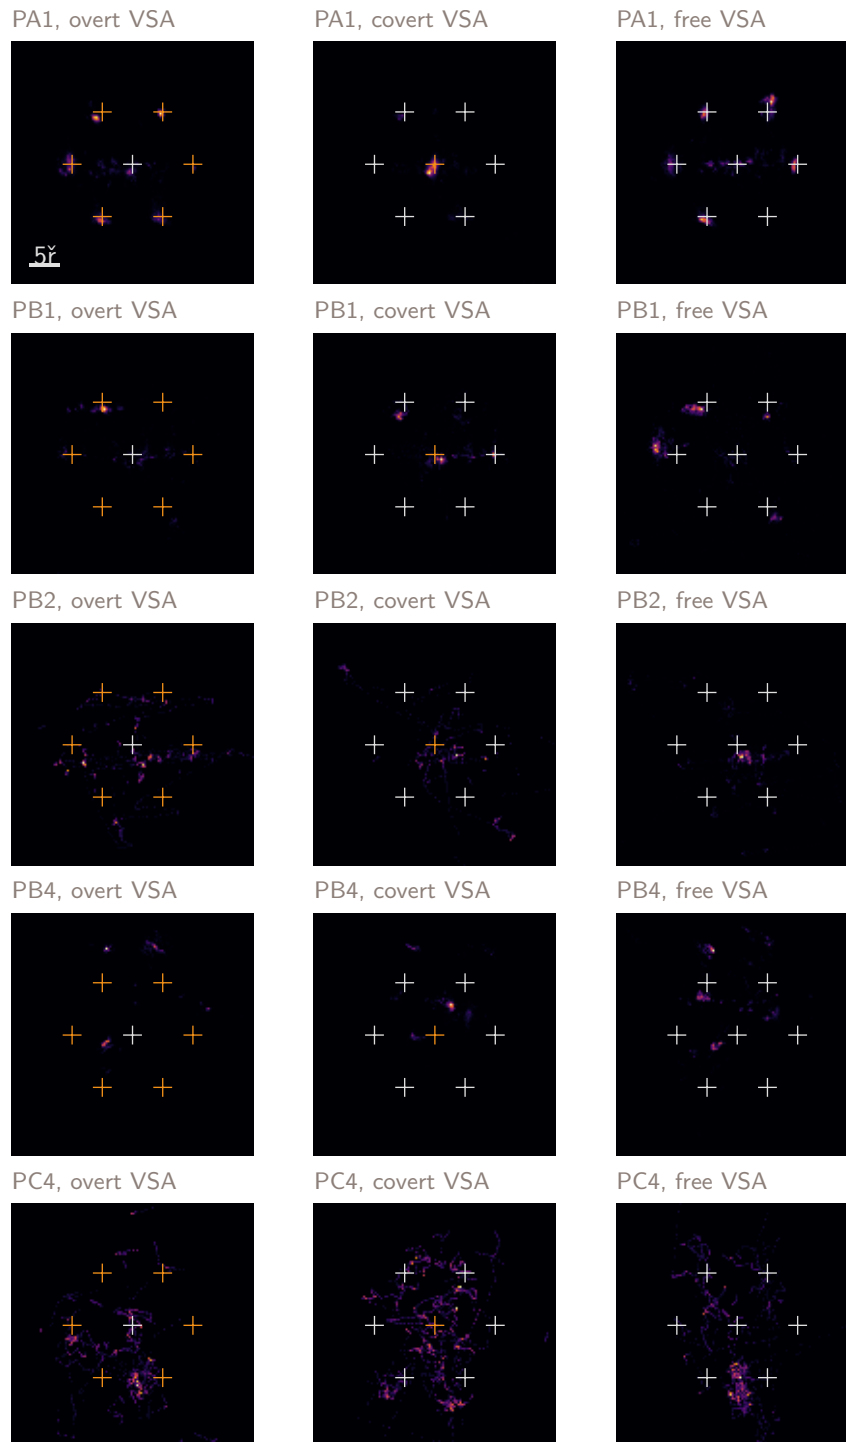 PA1, overt VSA
PA1, covert VSA
PA1, free VSA
5ř
PB1, overt VSA
PB1, covert VSA
PB1, free VSA
PB2, overt VSA
PB2, covert VSA
PB2, free VSA
PB4, overt VSA
PB4, covert VSA
PB4, free VSA
PC4, overt VSA
PC4, covert VSA
PC4, free VSA